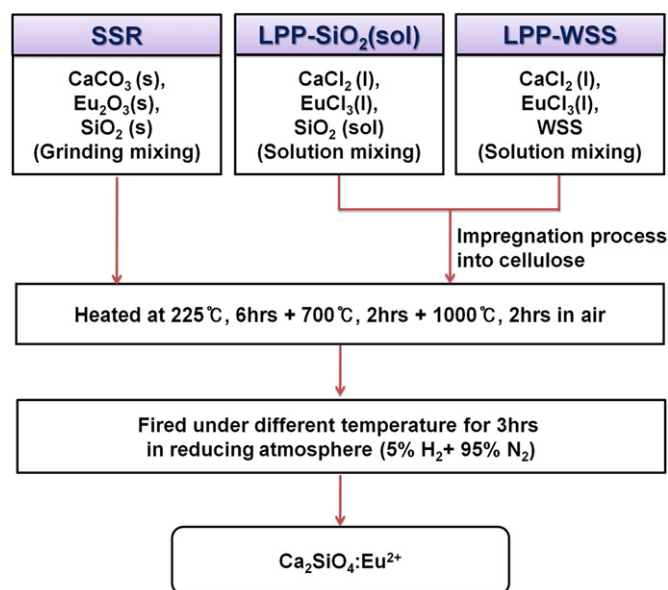 SSR
CaCO₃ (s),
Eu₂O₃(s),
SiO₂ (s)
(Grinding mixing)
LPP-SiO₂(sol)
CaCl₂ (l),
EuCl₃(l),
SiO₂ (sol)
(Solution mixing)
LPP-WSS
CaCl₂ (l),
EuCl₃(l),
WSS
(Solution mixing)
Impregnation process
into cellulose
Heated at 225℃, 6hrs + 700℃, 2hrs + 1000℃, 2hrs in air
Fired under different temperature for 3hrs
in reducing atmosphere (5% H₂+ 95% N₂)
Ca₂SiO₄:Eu²⁺